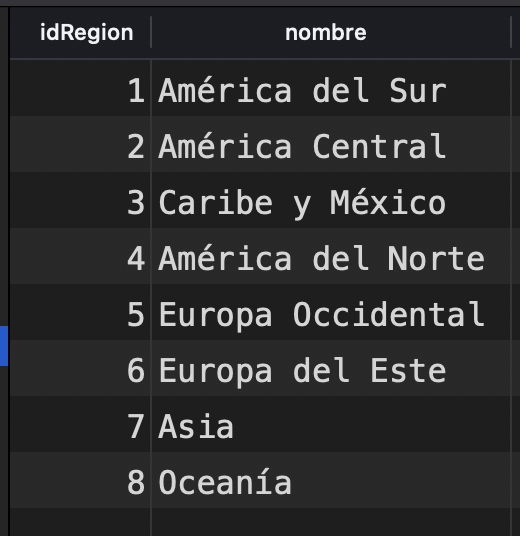 idRegion nombre
1 América del Sur
2 América Central
3 Caribe y México
4 América del Norte
5 Europa Occidental
6 Europa del Este
7 Asia
8 Oceanía